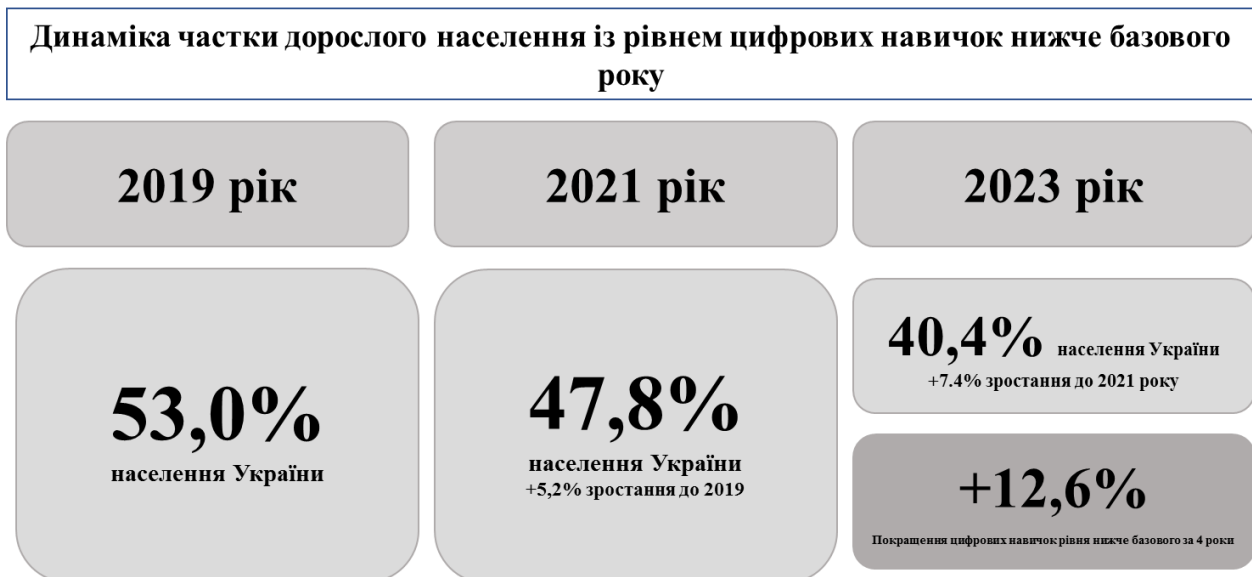 Динаміка частки дорослого населення із рівнем цифрових навичок нижче базового
року
2019 рік
2021 рік
2023 рік
53,0%
населення України
47,8%
населення України
+5,2% зростання до 2019
40,4% населення України
+7.4% зростання до 2021 року
+12,6%
Покращення цифрових навичок рівня нижче базового за 4 роки